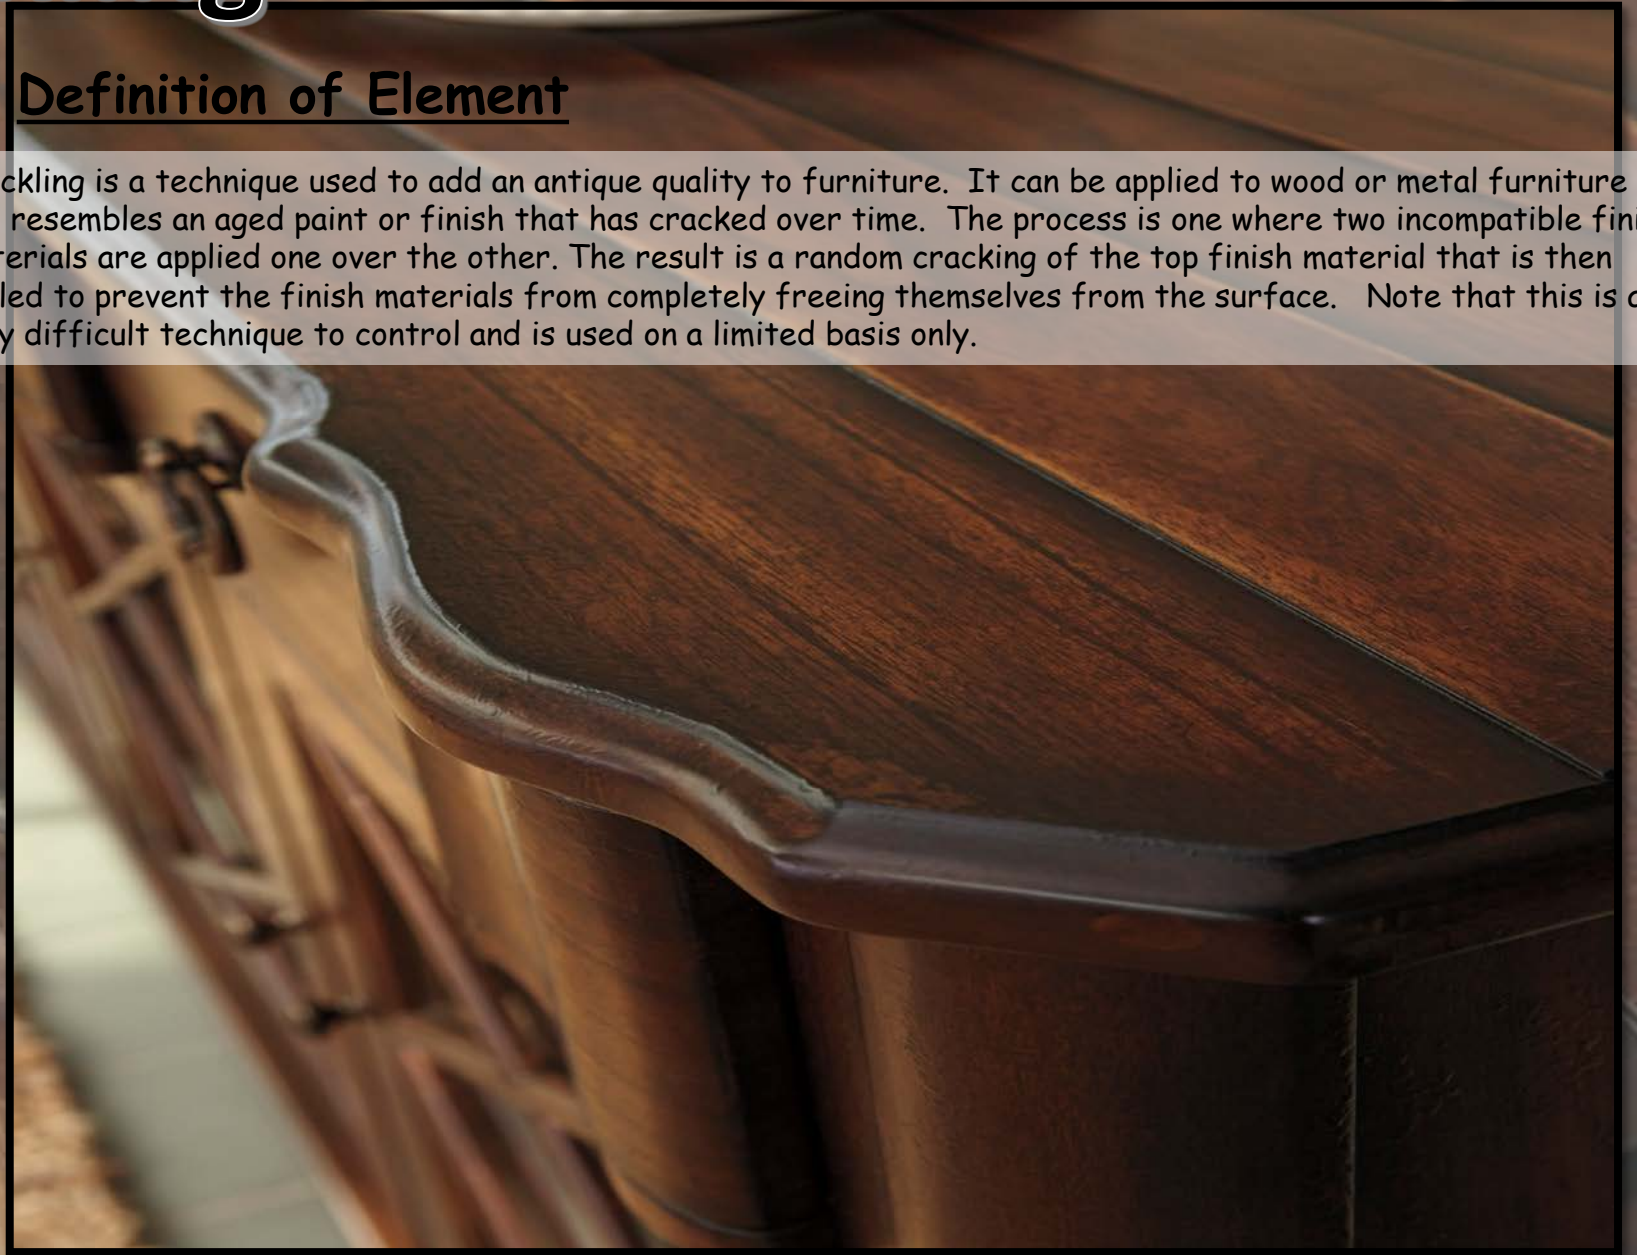 Definition of Element
ckling is a technique used to add an antique quality to furniture.  It can be applied to wood or metal furniture
resembles an aged paint or finish that has cracked over time.  The process is one where two incompatible fini
terials are applied one over the other. The result is a random cracking of the top finish material that is then
led to prevent the finish materials from completely freeing themselves from the surface.   Note that this is a
y difficult technique to control and is used on a limited basis only.